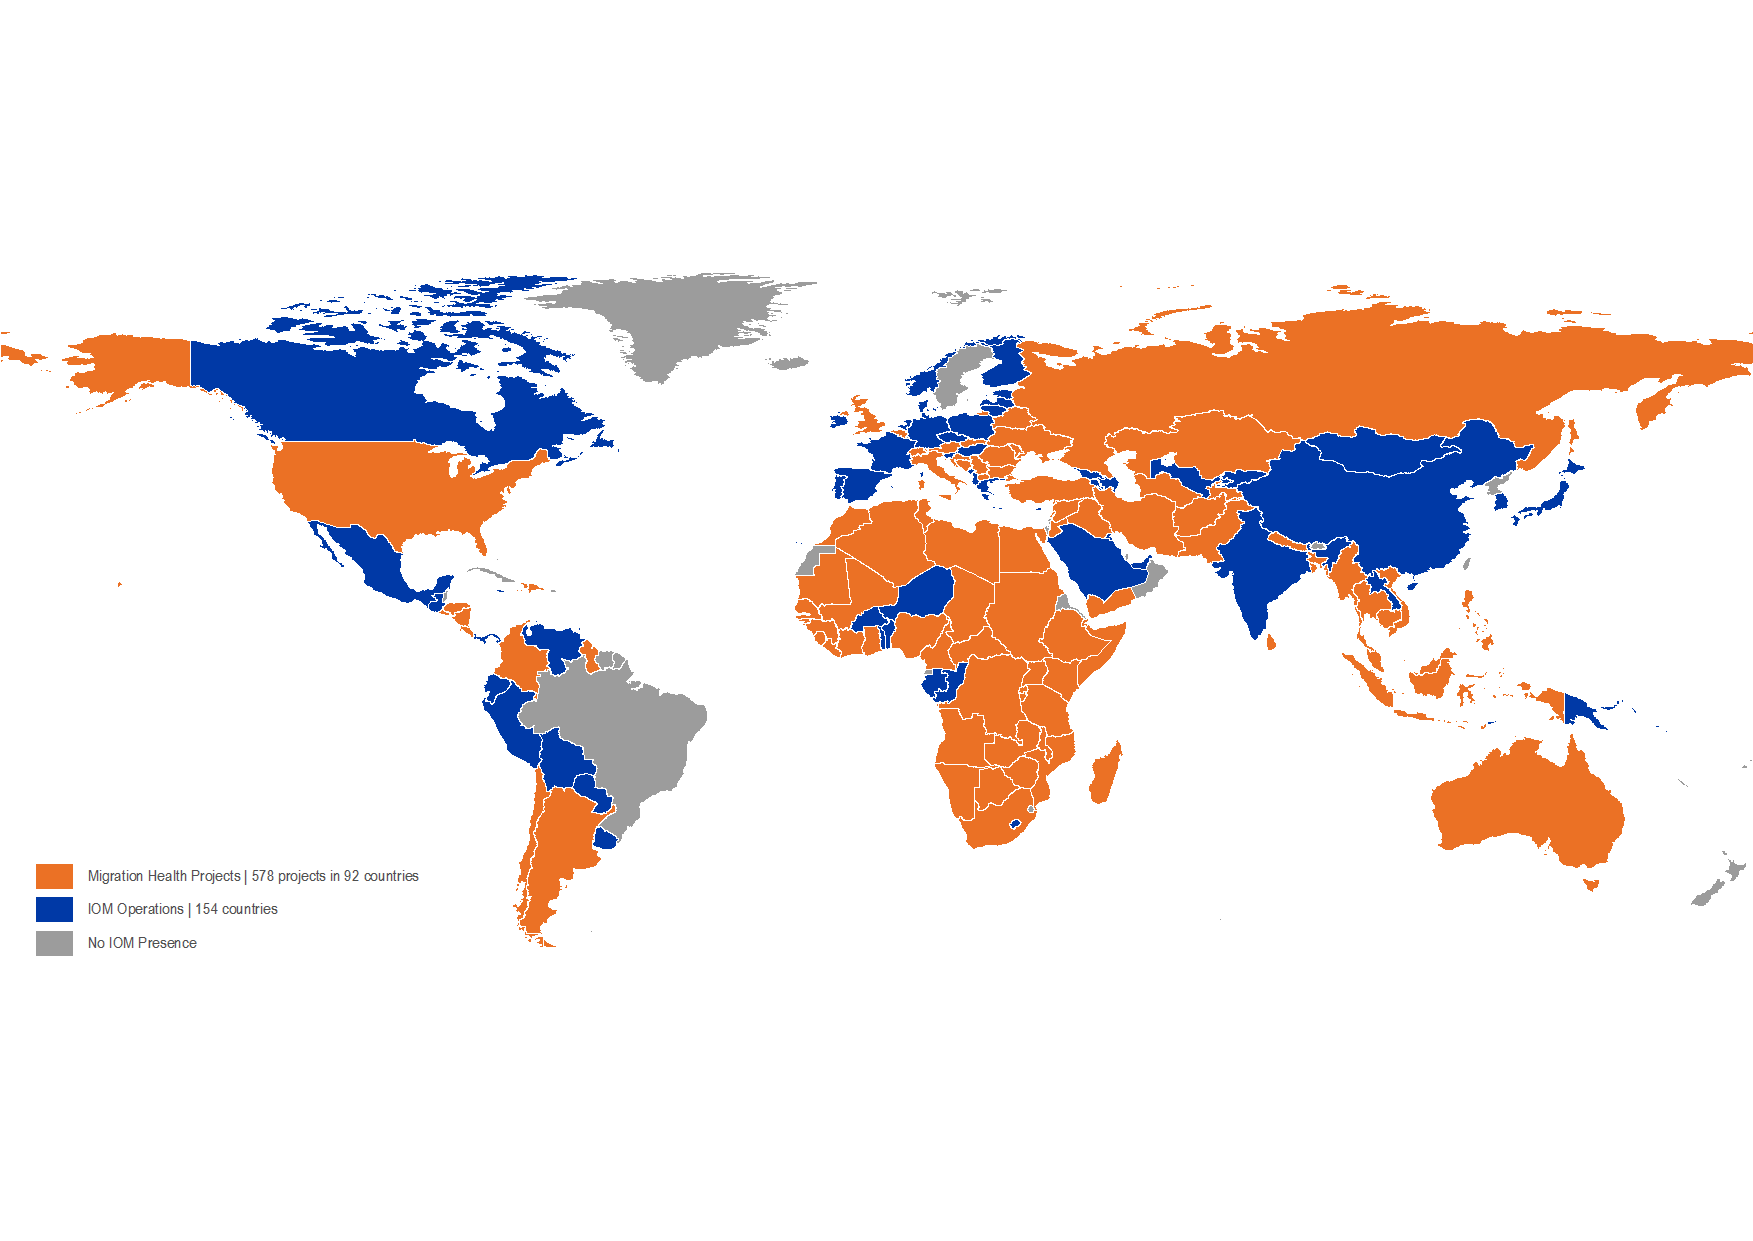 Migration Health Projects | 578 projects in 92 countries
IOM Operations | 154 countries
No IOM Presence